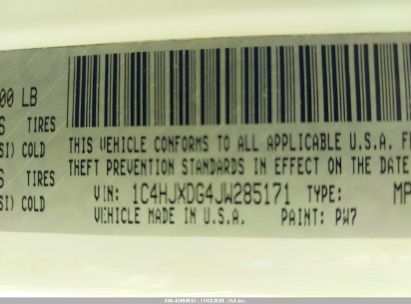 00 LB
S TIRES
SI) COLD
S TIRES
SI) COLD
THIS VEHICLE CONFORMS TO ALL APPLICABLE U.S.A. F
THEFT PREVENTION STANDARDS IN EFFECT ON THE DATE
VIN: 1C4HJXDG4JW285171 TYPE: MP
VEHICLE MADE IN U.S.A. PAINT: PW7